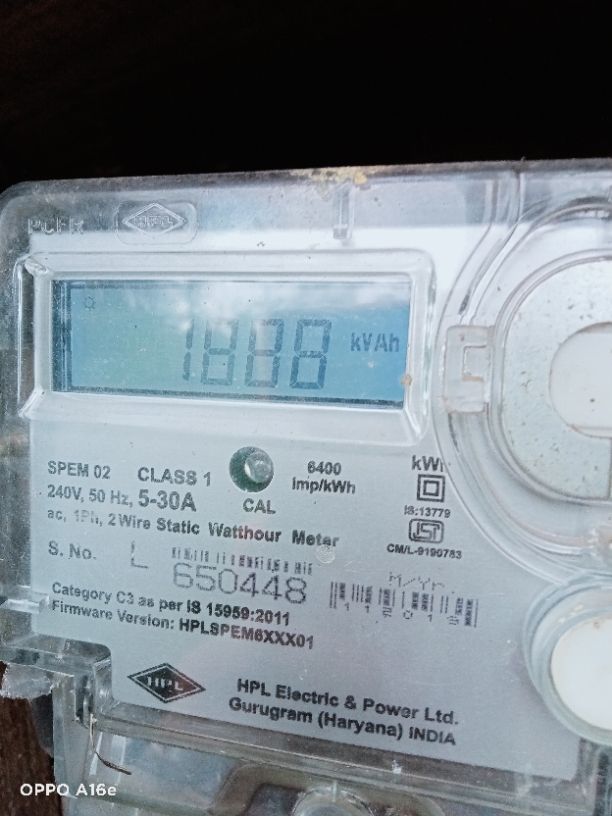 HPL
1888 kVAh
SPEM 02 CLASS 1 CAL 6400 Imp/kWh kWh
240V, 50 Hz, 5-30A
ac, 1Ph, 2 Wire Static Watthour Meter
IS:13779
ISI
CM/L-9190783
S. No. L 650448
M/Yr.
Category C3 as per IS 15959:2011
Firmware Version: HPLSPEM6XXX01
HPL
HPL Electric & Power Ltd.
Gurugram (Haryana) INDIA
OPPO A16e